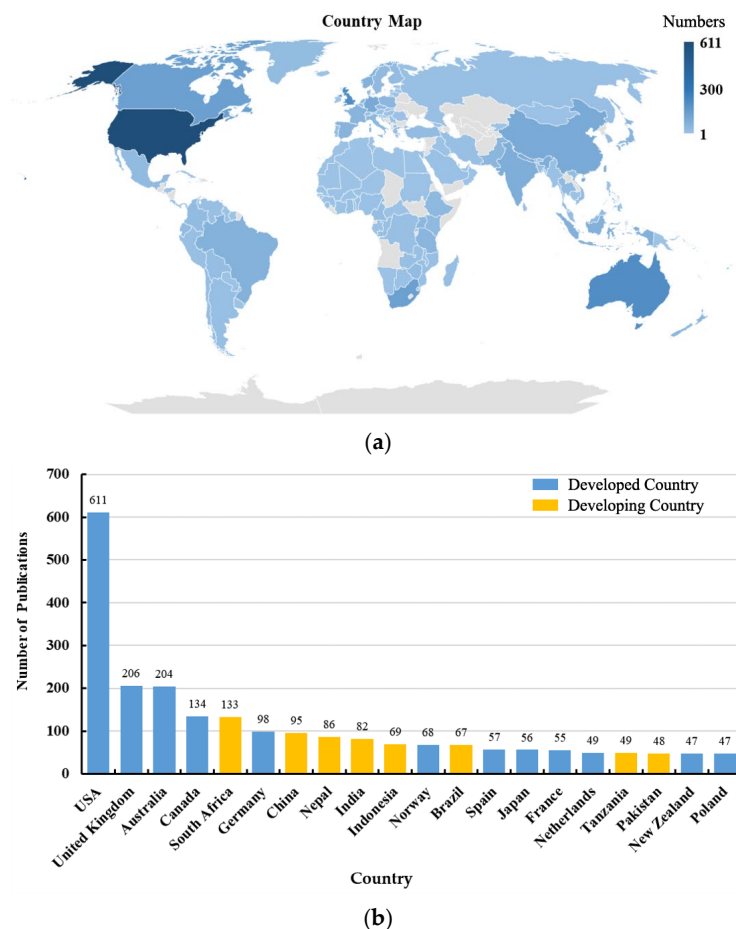 Country Map
Numbers
611
300
1
(a)
700
600
500
400
300
200
100
0
Number of Publications
Developed Country
Developing Country
611
206
204
134
133
98
95
86
82
69
68
67
57
56
55
49
49
48
47
47
USA
United Kingdom
Australia
Canada
South Africa
Germany
China
Nepal
India
Indonesia
Norway
Brazil
Spain
Japan
France
Netherlands
Tanzania
Pakistan
New Zealand
Poland
Country
(b)